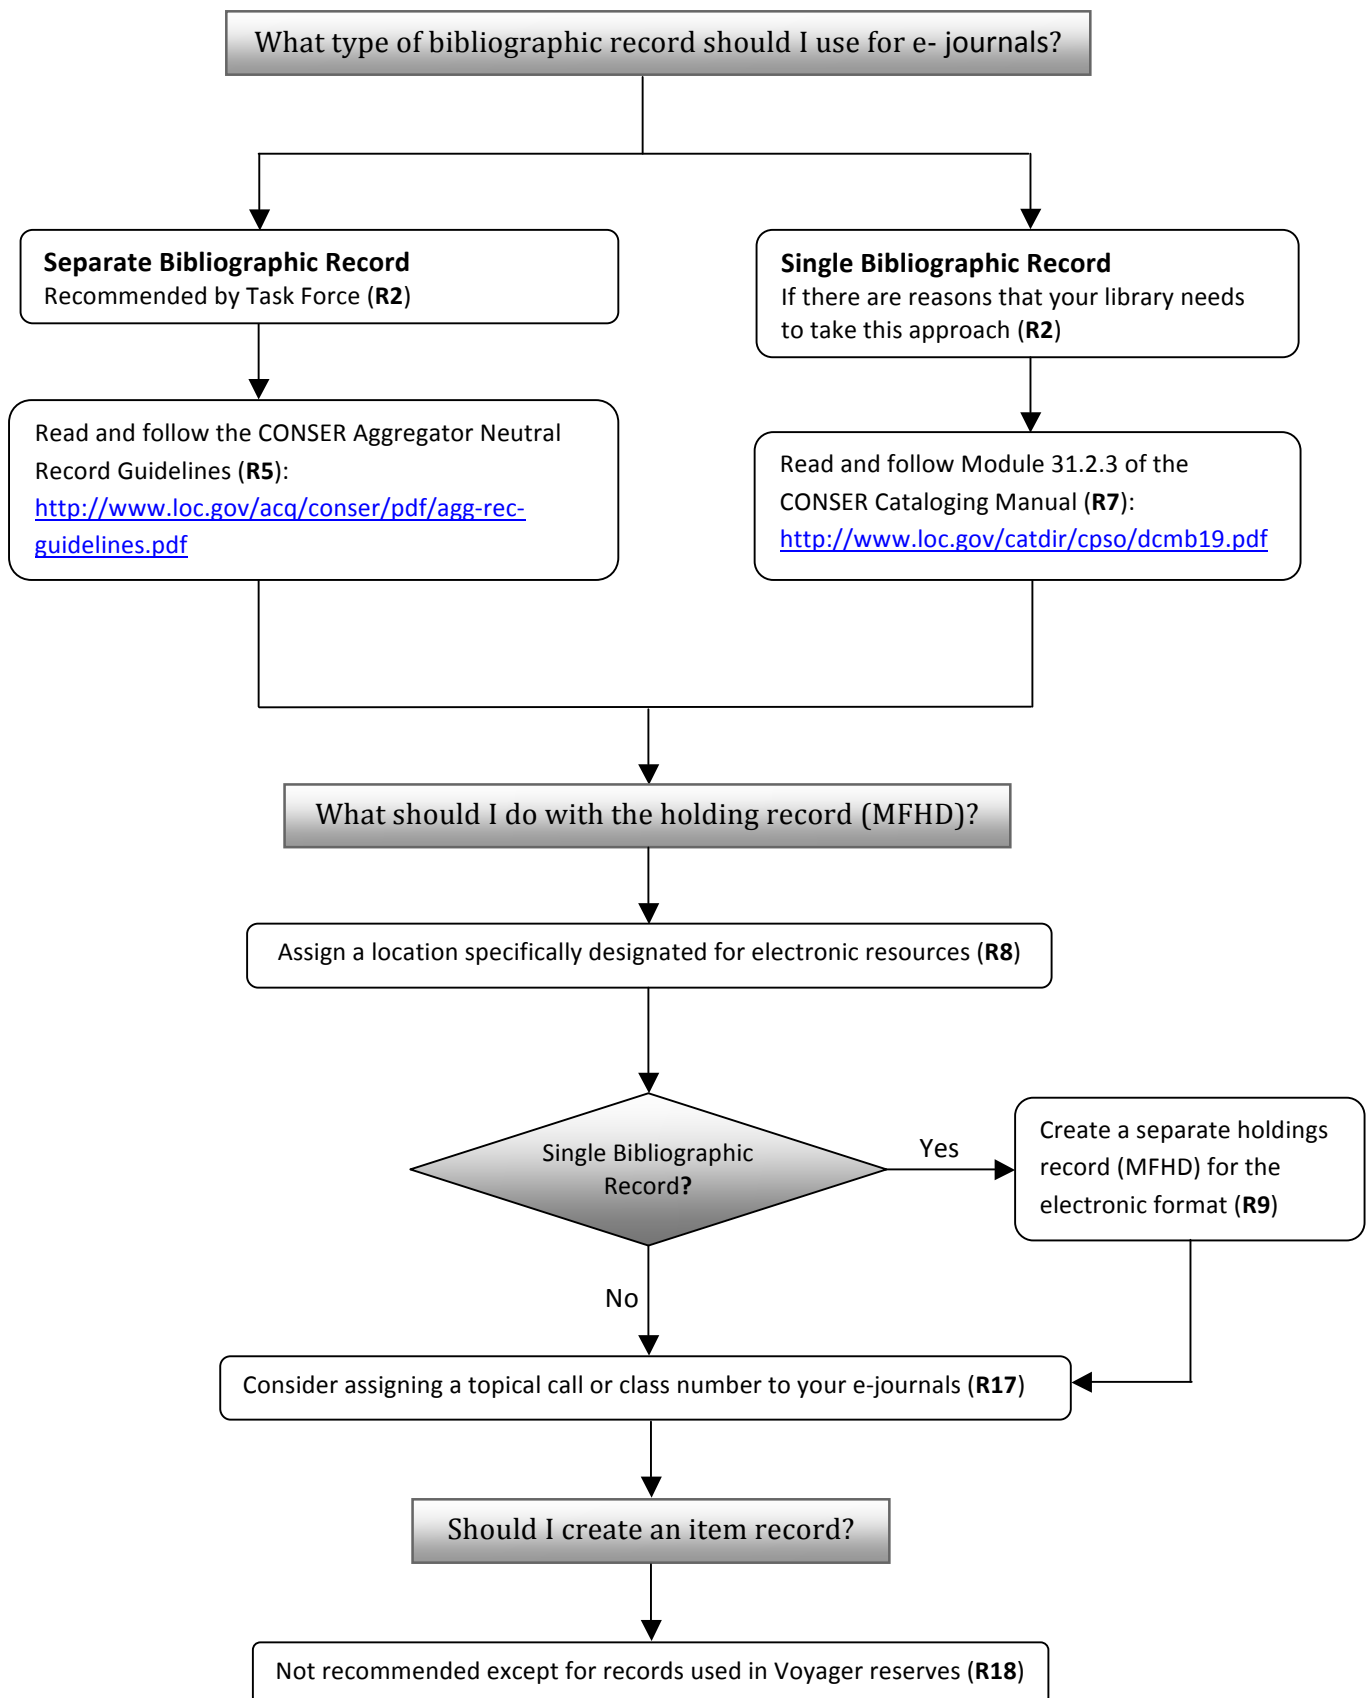 What type of bibliographic record should I use for e- journals?
Separate Bibliographic Record
Recommended by Task Force (R2)
Single Bibliographic Record
If there are reasons that your library needs
to take this approach (R2)
Read and follow the CONSER Aggregator Neutral
Record Guidelines (R5):
http://www.loc.gov/acq/conser/pdf/agg-rec-
guidelines.pdf
Read and follow Module 31.2.3 of the
CONSER Cataloging Manual (R7):
http://www.loc.gov/catdir/cpso/dcmb19.pdf
What should I do with the holding record (MFHD)?
Assign a location specifically designated for electronic resources (R8)
Single Bibliographic
Record?
Yes
Create a separate holdings
record (MFHD) for the
electronic format (R9)
No
Consider assigning a topical call or class number to your e-journals (R17)
Should I create an item record?
Not recommended except for records used in Voyager reserves (R18)